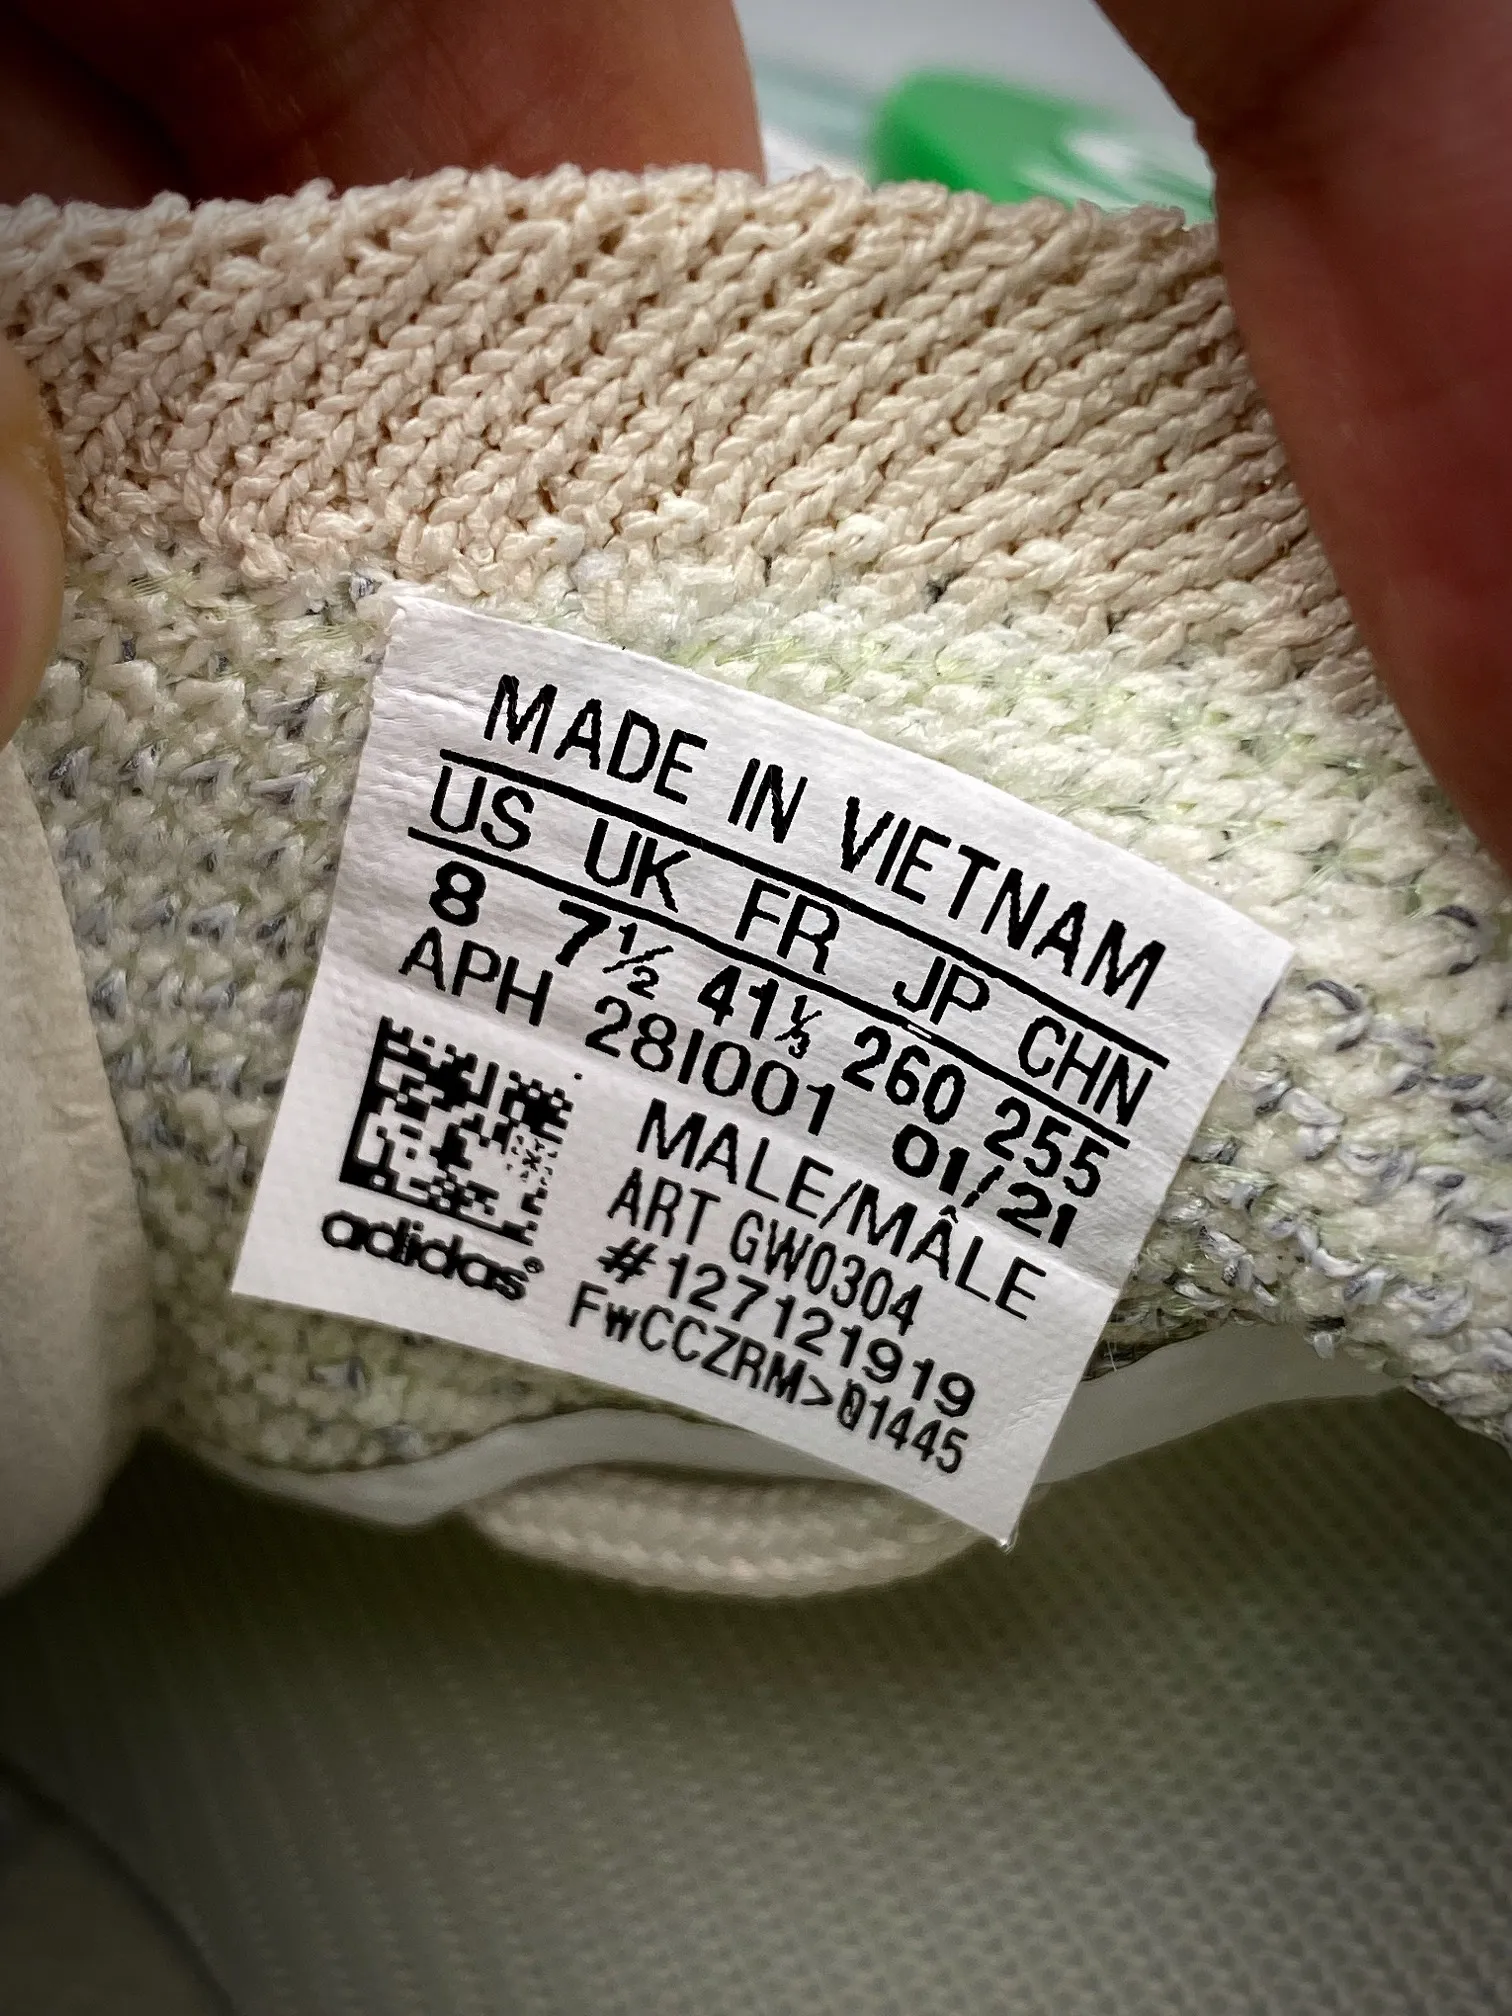 MADE IN VIETNAM
US UK FR JP CHN
8 7½ 41⅓ 260 255
APH 281001 01/21
MALE/MÂLE
ART GW0304
#127121919
FWCCZRM>01445
adidas®